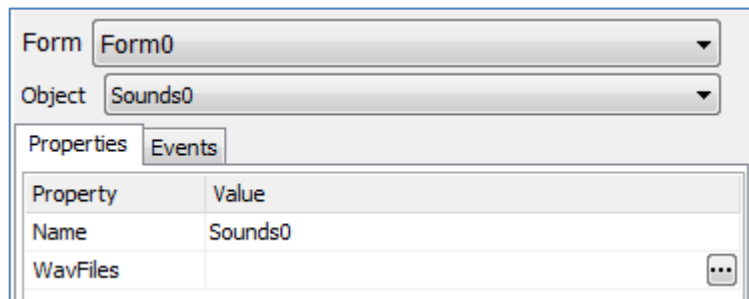 Form Form0
Object Sounds0
Properties Events
Property Value
Name Sounds0
WavFiles ...